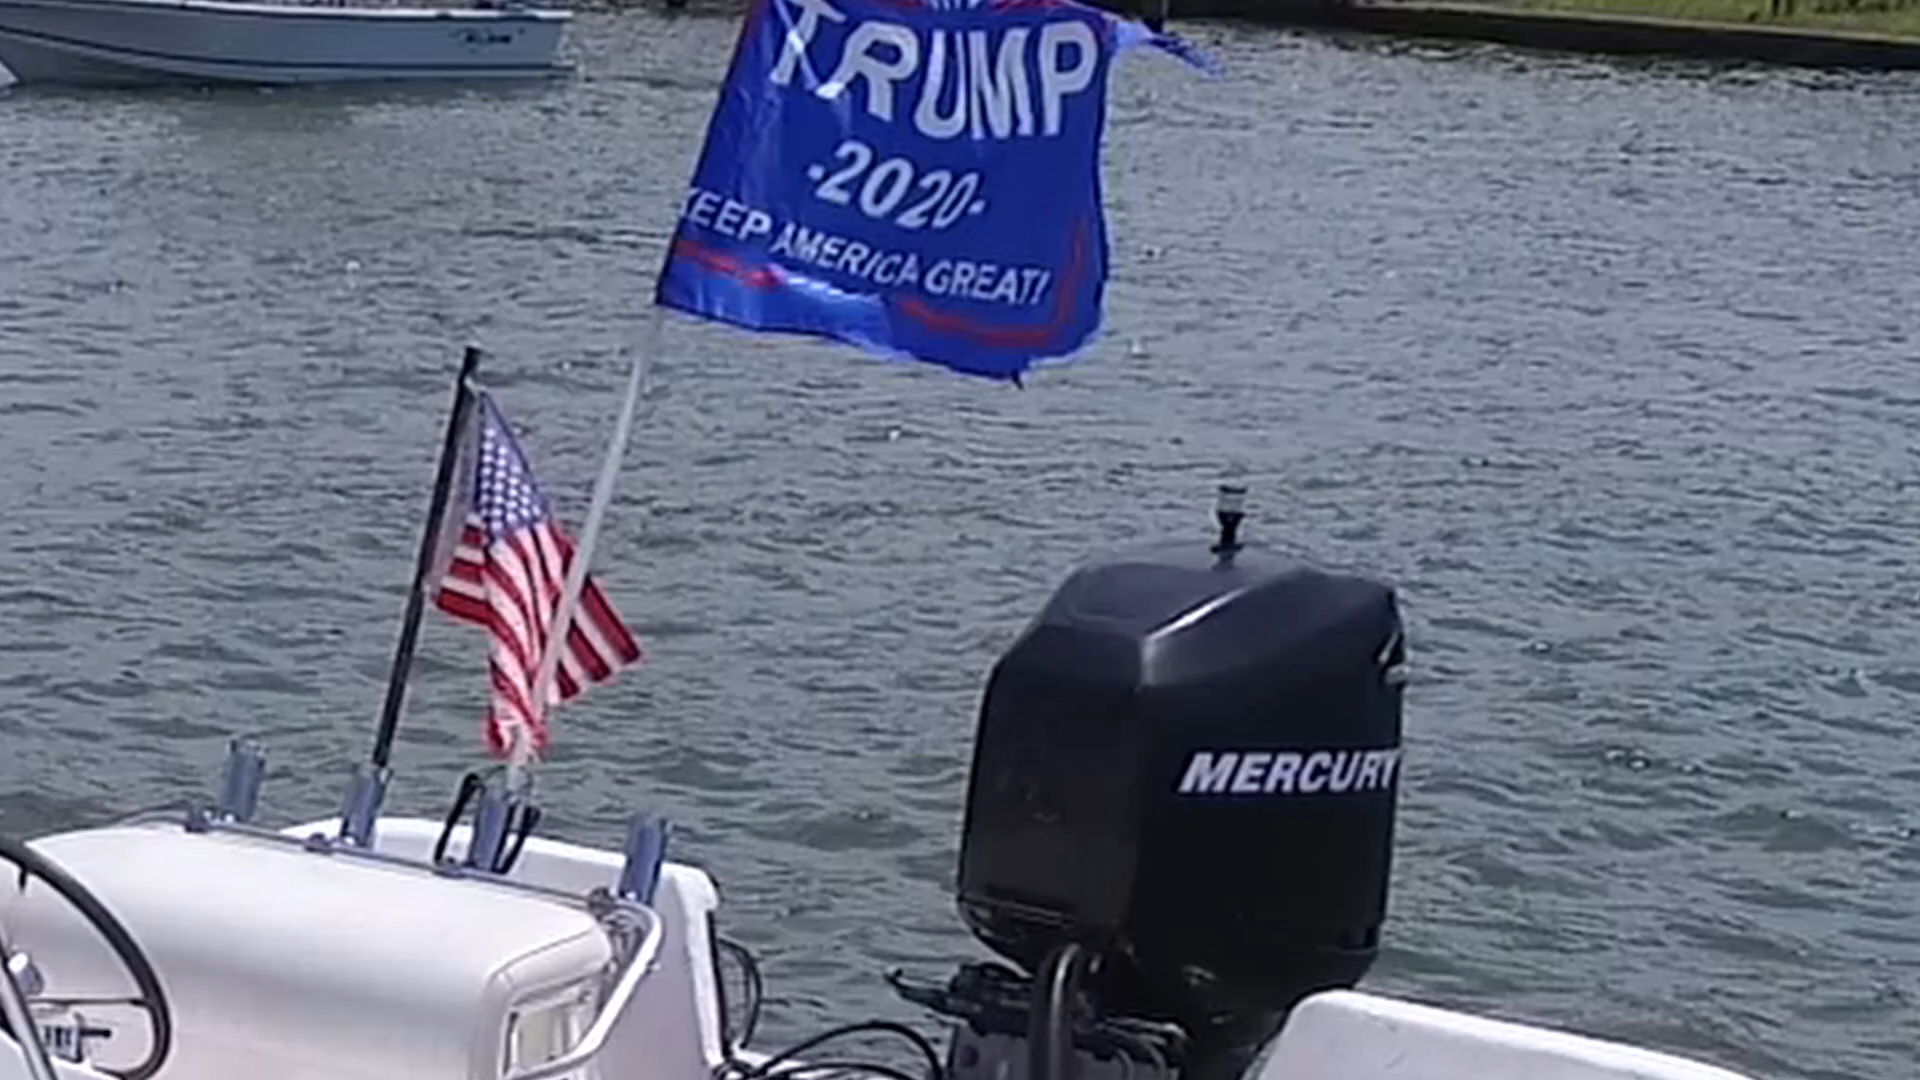 TRUMP
-2020-
KEEP AMERICA GREAT!
MERCURY